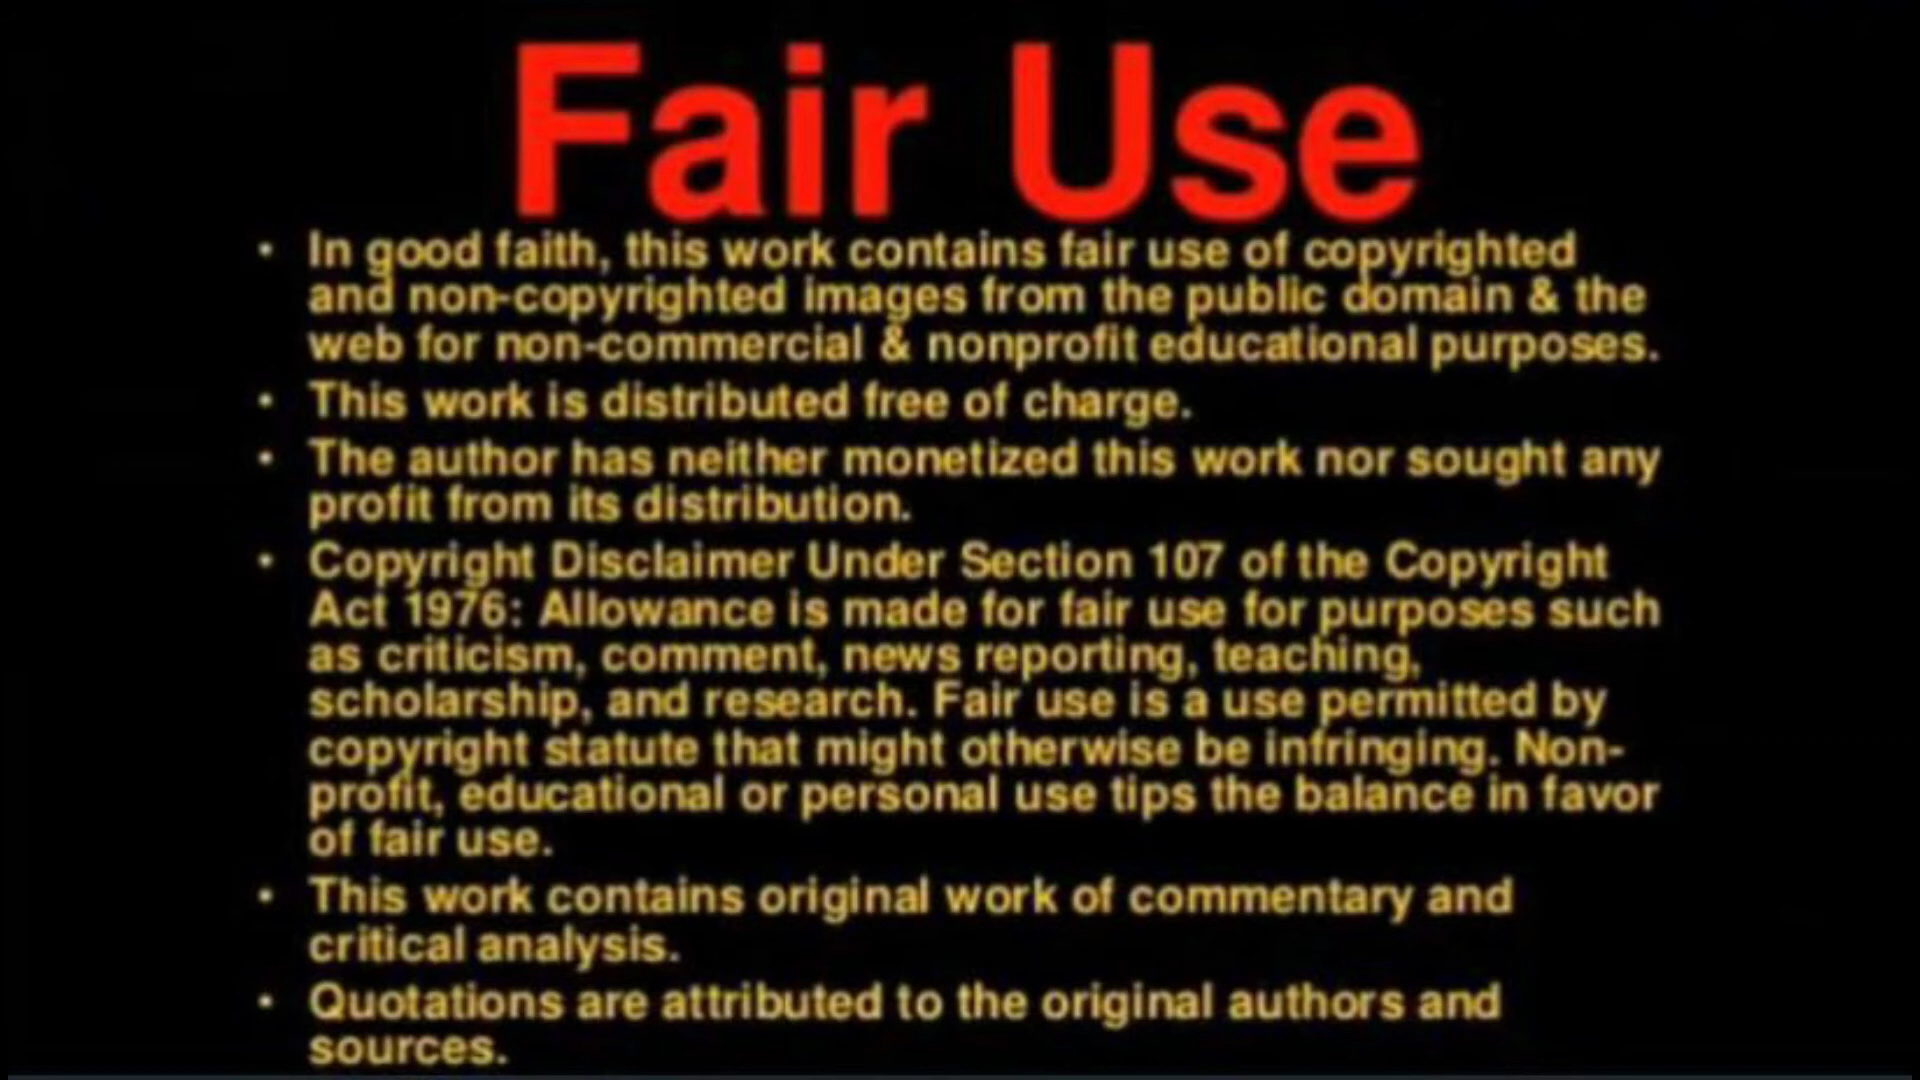 Fair Use
• In good faith, this work contains fair use of copyrighted
and non-copyrighted images from the public domain & the
web for non-commercial & nonprofit educational purposes.
• This work is distributed free of charge.
• The author has neither monetized this work nor sought any
profit from its distribution.
• Copyright Disclaimer Under Section 107 of the Copyright
Act 1976: Allowance is made for fair use for purposes such
as criticism, comment, news reporting, teaching,
scholarship, and research. Fair use is a use permitted by
copyright statute that might otherwise be infringing. Non-
profit, educational or personal use tips the balance in favor
of fair use.
• This work contains original work of commentary and
critical analysis.
• Quotations are attributed to the original authors and
sources.